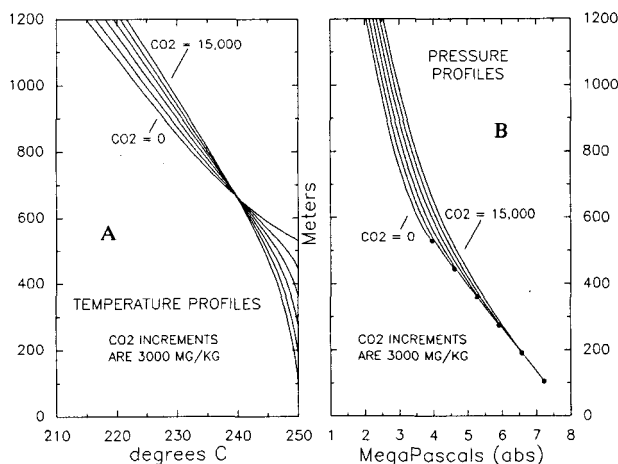 1200
1000
800
600
400
200
0
CO2 = 15,000
CO2 = 0
A
TEMPERATURE PROFILES
CO2 INCREMENTS
ARE 3000 MG/KG
210 220 230 240 250
degrees C
Meters
PRESSURE
PROFILES
B
CO2 = 15,000
CO2 = 0
CO2 INCREMENTS
ARE 3000 MG/KG
1 2 3 4 5 6 7 8
MegaPascals (abs)
1200
1000
800
600
400
200
0